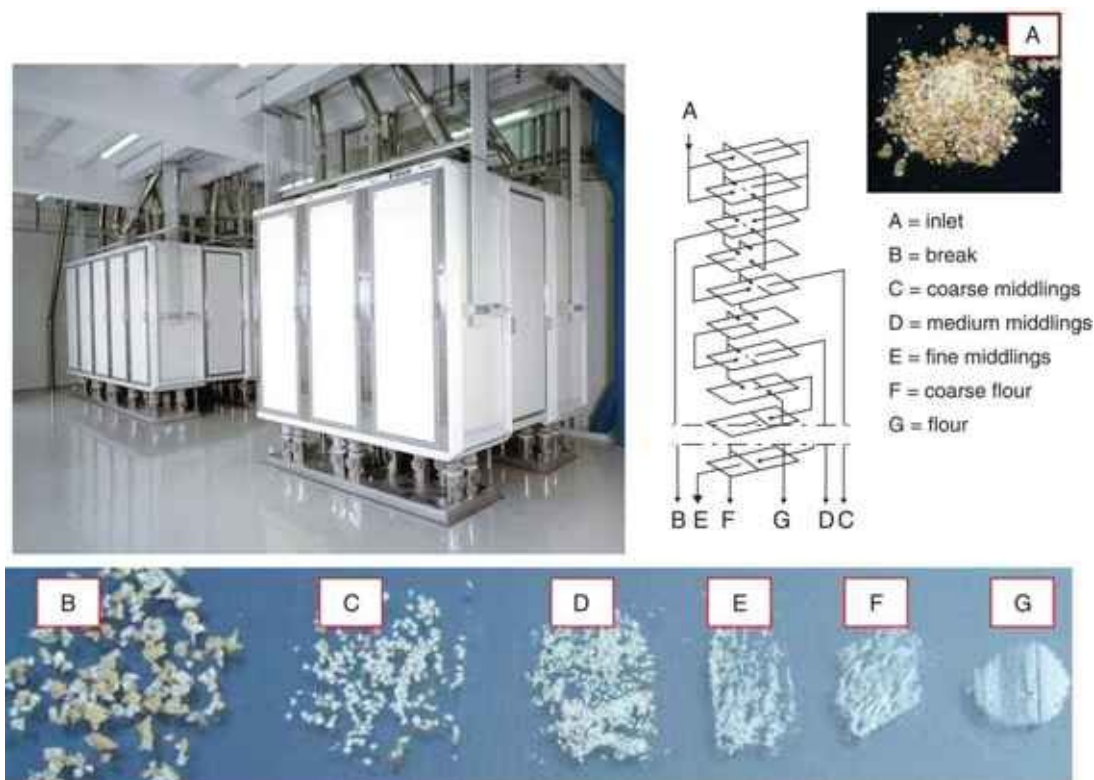 A
A
A = inlet
B = break
C = coarse middlings
D = medium middlings
E = fine middlings
F = coarse flour
G = flour
B E F G D C
B C D E F G